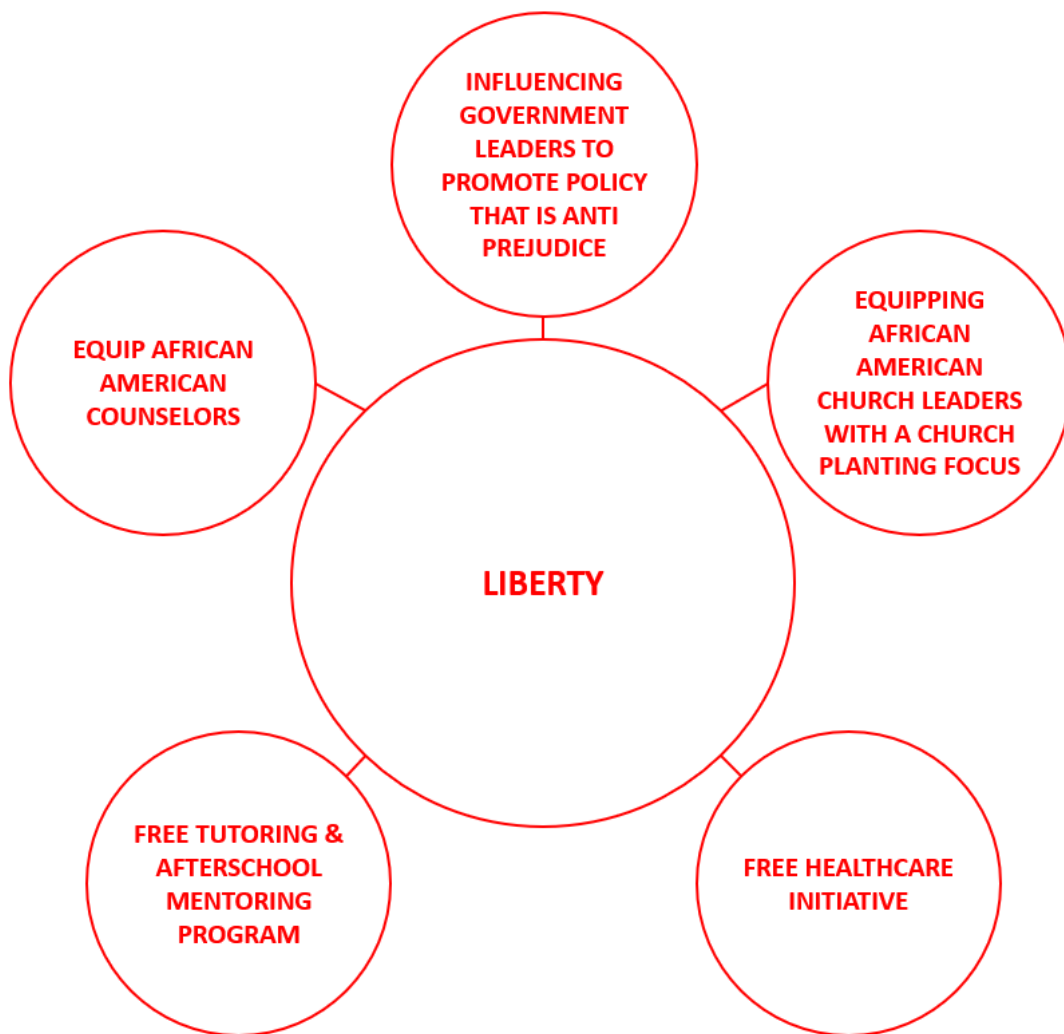 INFLUENCING
GOVERNMENT
LEADERS TO
PROMOTE POLICY
THAT IS ANTI
PREJUDICE
EQUIP AFRICAN
AMERICAN
COUNSELORS
EQUIPPING
AFRICAN
AMERICAN
CHURCH LEADERS
WITH A CHURCH
PLANTING FOCUS
LIBERTY
FREE TUTORING &
AFTERSCHOOL
MENTORING
PROGRAM
FREE HEALTHCARE
INITIATIVE